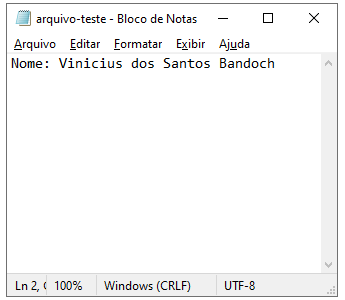 arquivo-teste - Bloco de Notas
Arquivo Editar Formatar Exibir Ajuda
Nome: Vinicius dos Santos Bandoch
Ln 2, 100% Windows (CRLF) UTF-8